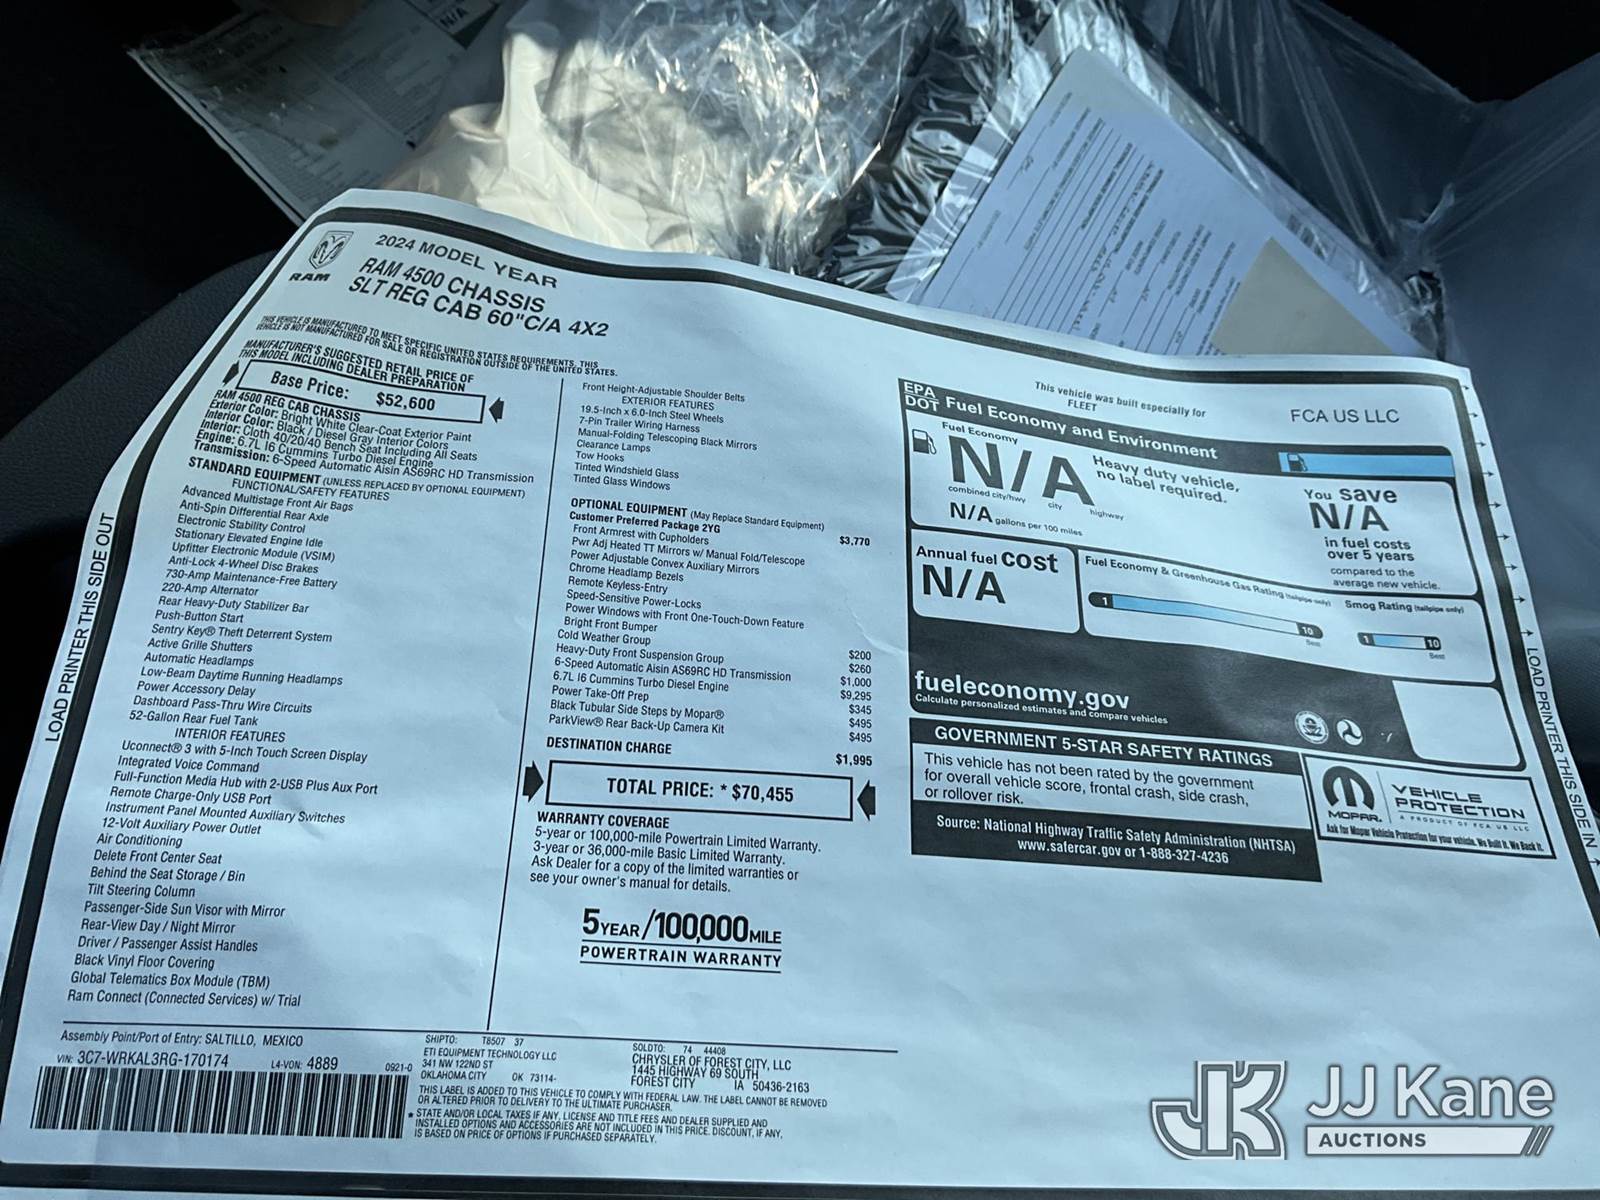 RAM
2024 MODEL YEAR
RAM 4500 CHASSIS
SLT REG CAB 60"C/A 4X2
THIS VEHICLE IS MANUFACTURED TO MEET SPECIFIC UNITED STATES REQUIREMENTS. THIS
VEHICLE IS NOT MANUFACTURED FOR SALE OR REGISTRATION OUTSIDE OF THE UNITED STATES.
MANUFACTURER'S SUGGESTED RETAIL PRICE OF
THIS MODEL INCLUDING DEALER PREPARATION
Base Price: $52,600
RAM 4500 REG CAB CHASSIS
Exterior Color: Bright White Clear-Coat Exterior Paint
Interior Color: Black / Diesel Gray Interior Colors
Interior: Cloth 40/20/40 Bench Seat Including All Seats
Engine: 6.7L I6 Cummins Turbo Diesel Engine
Transmission: 6-Speed Automatic Aisin AS69RC HD Transmission
STANDARD EQUIPMENT (UNLESS REPLACED BY OPTIONAL EQUIPMENT)
FUNCTIONAL/SAFETY FEATURES
Advanced Multistage Front Air Bags
Anti-Spin Differential Rear Axle
Electronic Stability Control
Stationary Elevated Engine Idle
Upfitter Electronic Module (VSIM)
Anti-Lock 4-Wheel Disc Brakes
730-Amp Maintenance-Free Battery
220-Amp Alternator
Rear Heavy-Duty Stabilizer Bar
Push-Button Start
Sentry Key® Theft Deterrent System
Active Grille Shutters
Automatic Headlamps
Low-Beam Daytime Running Headlamps
Power Accessory Delay
Dashboard Pass-Thru Wire Circuits
52-Gallon Rear Fuel Tank
INTERIOR FEATURES
Uconnect® 3 with 5-Inch Touch Screen Display
Integrated Voice Command
Full-Function Media Hub with 2-USB Plus Aux Port
Remote Charge-Only USB Port
Instrument Panel Mounted Auxiliary Switches
12-Volt Auxiliary Power Outlet
Air Conditioning
Delete Front Center Seat
Behind the Seat Storage / Bin
Tilt Steering Column
Passenger-Side Sun Visor with Mirror
Rear-View Day / Night Mirror
Driver / Passenger Assist Handles
Black Vinyl Floor Covering
Global Telematics Box Module (TBM)
Ram Connect (Connected Services) w/ Trial
Front Height-Adjustable Shoulder Belts
EXTERIOR FEATURES
19.5-Inch x 6.0-Inch Steel Wheels
7-Pin Trailer Wiring Harness
Manual-Folding Telescoping Black Mirrors
Clearance Lamps
Tow Hooks
Tinted Windshield Glass
Tinted Glass Windows
OPTIONAL EQUIPMENT (May Replace Standard Equipment)
Customer Preferred Package 2YG $3,770
Front Armrest with Cupholders
Pwr Adj Heated TT Mirrors w/ Manual Fold/Telescope
Power Adjustable Convex Auxiliary Mirrors
Chrome Headlamp Bezels
Remote Keyless-Entry
Speed-Sensitive Power-Locks
Power Windows with Front One-Touch-Down Feature
Bright Front Bumper
Cold Weather Group $200
Heavy-Duty Front Suspension Group $260
6-Speed Automatic Aisin AS69RC HD Transmission $1,000
6.7L I6 Cummins Turbo Diesel Engine $9,295
Power Take-Off Prep $345
Black Tubular Side Steps by Mopar® $495
ParkView® Rear Back-Up Camera Kit $495
DESTINATION CHARGE $1,995
TOTAL PRICE: * $70,455
WARRANTY COVERAGE
5-year or 100,000-mile Powertrain Limited Warranty.
3-year or 36,000-mile Basic Limited Warranty.
Ask Dealer for a copy of the limited warranties or
see your owner's manual for details.
5YEAR/100,000MILE
POWERTRAIN WARRANTY
This vehicle was built especially for
FLEET
FCA US LLC
EPA
DOT Fuel Economy and Environment
Fuel Economy
N/A
combined city/hwy city highway
N/A gallons per 100 miles
Heavy duty vehicle,
no label required.
You save
N/A
in fuel costs
over 5 years
compared to the
average new vehicle.
Annual fuel cost
N/A
Fuel Economy & Greenhouse Gas Rating (tailpipe only)
1 10
Best
Smog Rating (tailpipe only)
1 10
Best
fueleconomy.gov
Calculate personalized estimates and compare vehicles
GOVERNMENT 5-STAR SAFETY RATINGS
This vehicle has not been rated by the government
for overall vehicle score, frontal crash, side crash,
or rollover risk.
Source: National Highway Traffic Safety Administration (NHTSA)
www.safercar.gov or 1-888-327-4236
MOPAR.
VEHICLE
PROTECTION
A PRODUCT OF FCA US LLC
Ask for Mopar Vehicle Protection for your vehicle. We Built It. We Back It.
LOAD PRINTER THIS SIDE OUT
LOAD PRINTER THIS SIDE IN
Assembly Point/Port of Entry: SALTILLO, MEXICO
VIN: 3C7-WRKAL3RG-170174 L4-VON: 4889 0921-0
SHIPTO: T8507 37
ETI EQUIPMENT TECHNOLOGY LLC
341 NW 122ND ST
OKLAHOMA CITY OK 73114-
SOLDTO: 74 44408
CHRYSLER OF FOREST CITY, LLC
1445 HIGHWAY 69 SOUTH
FOREST CITY IA 50436-2163
THIS LABEL IS ADDED TO THIS VEHICLE TO COMPLY WITH FEDERAL LAW. THE LABEL CANNOT BE REMOVED
OR ALTERED PRIOR TO DELIVERY TO THE ULTIMATE PURCHASER.
* STATE AND/OR LOCAL TAXES IF ANY, LICENSE AND TITLE FEES AND DEALER SUPPLIED AND
INSTALLED OPTIONS AND ACCESSORIES ARE NOT INCLUDED IN THIS PRICE. DISCOUNT, IF ANY,
IS BASED ON PRICE OF OPTIONS IF PURCHASED SEPARATELY.
N/A
JK JJ Kane
AUCTIONS